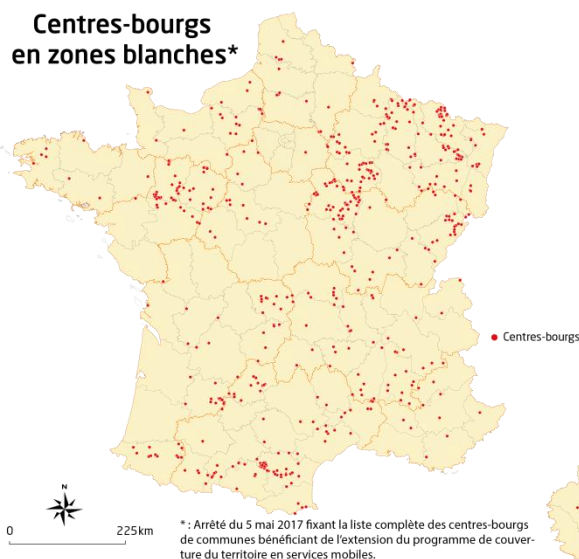 Centres-bourgs
en zones blanches*
Centres-bourgs
N
0 225km
* : Arrêté du 5 mai 2017 fixant la liste complète des centres-bourgs
de communes bénéficiant de l'extension du programme de couver-
ture du territoire en services mobiles.